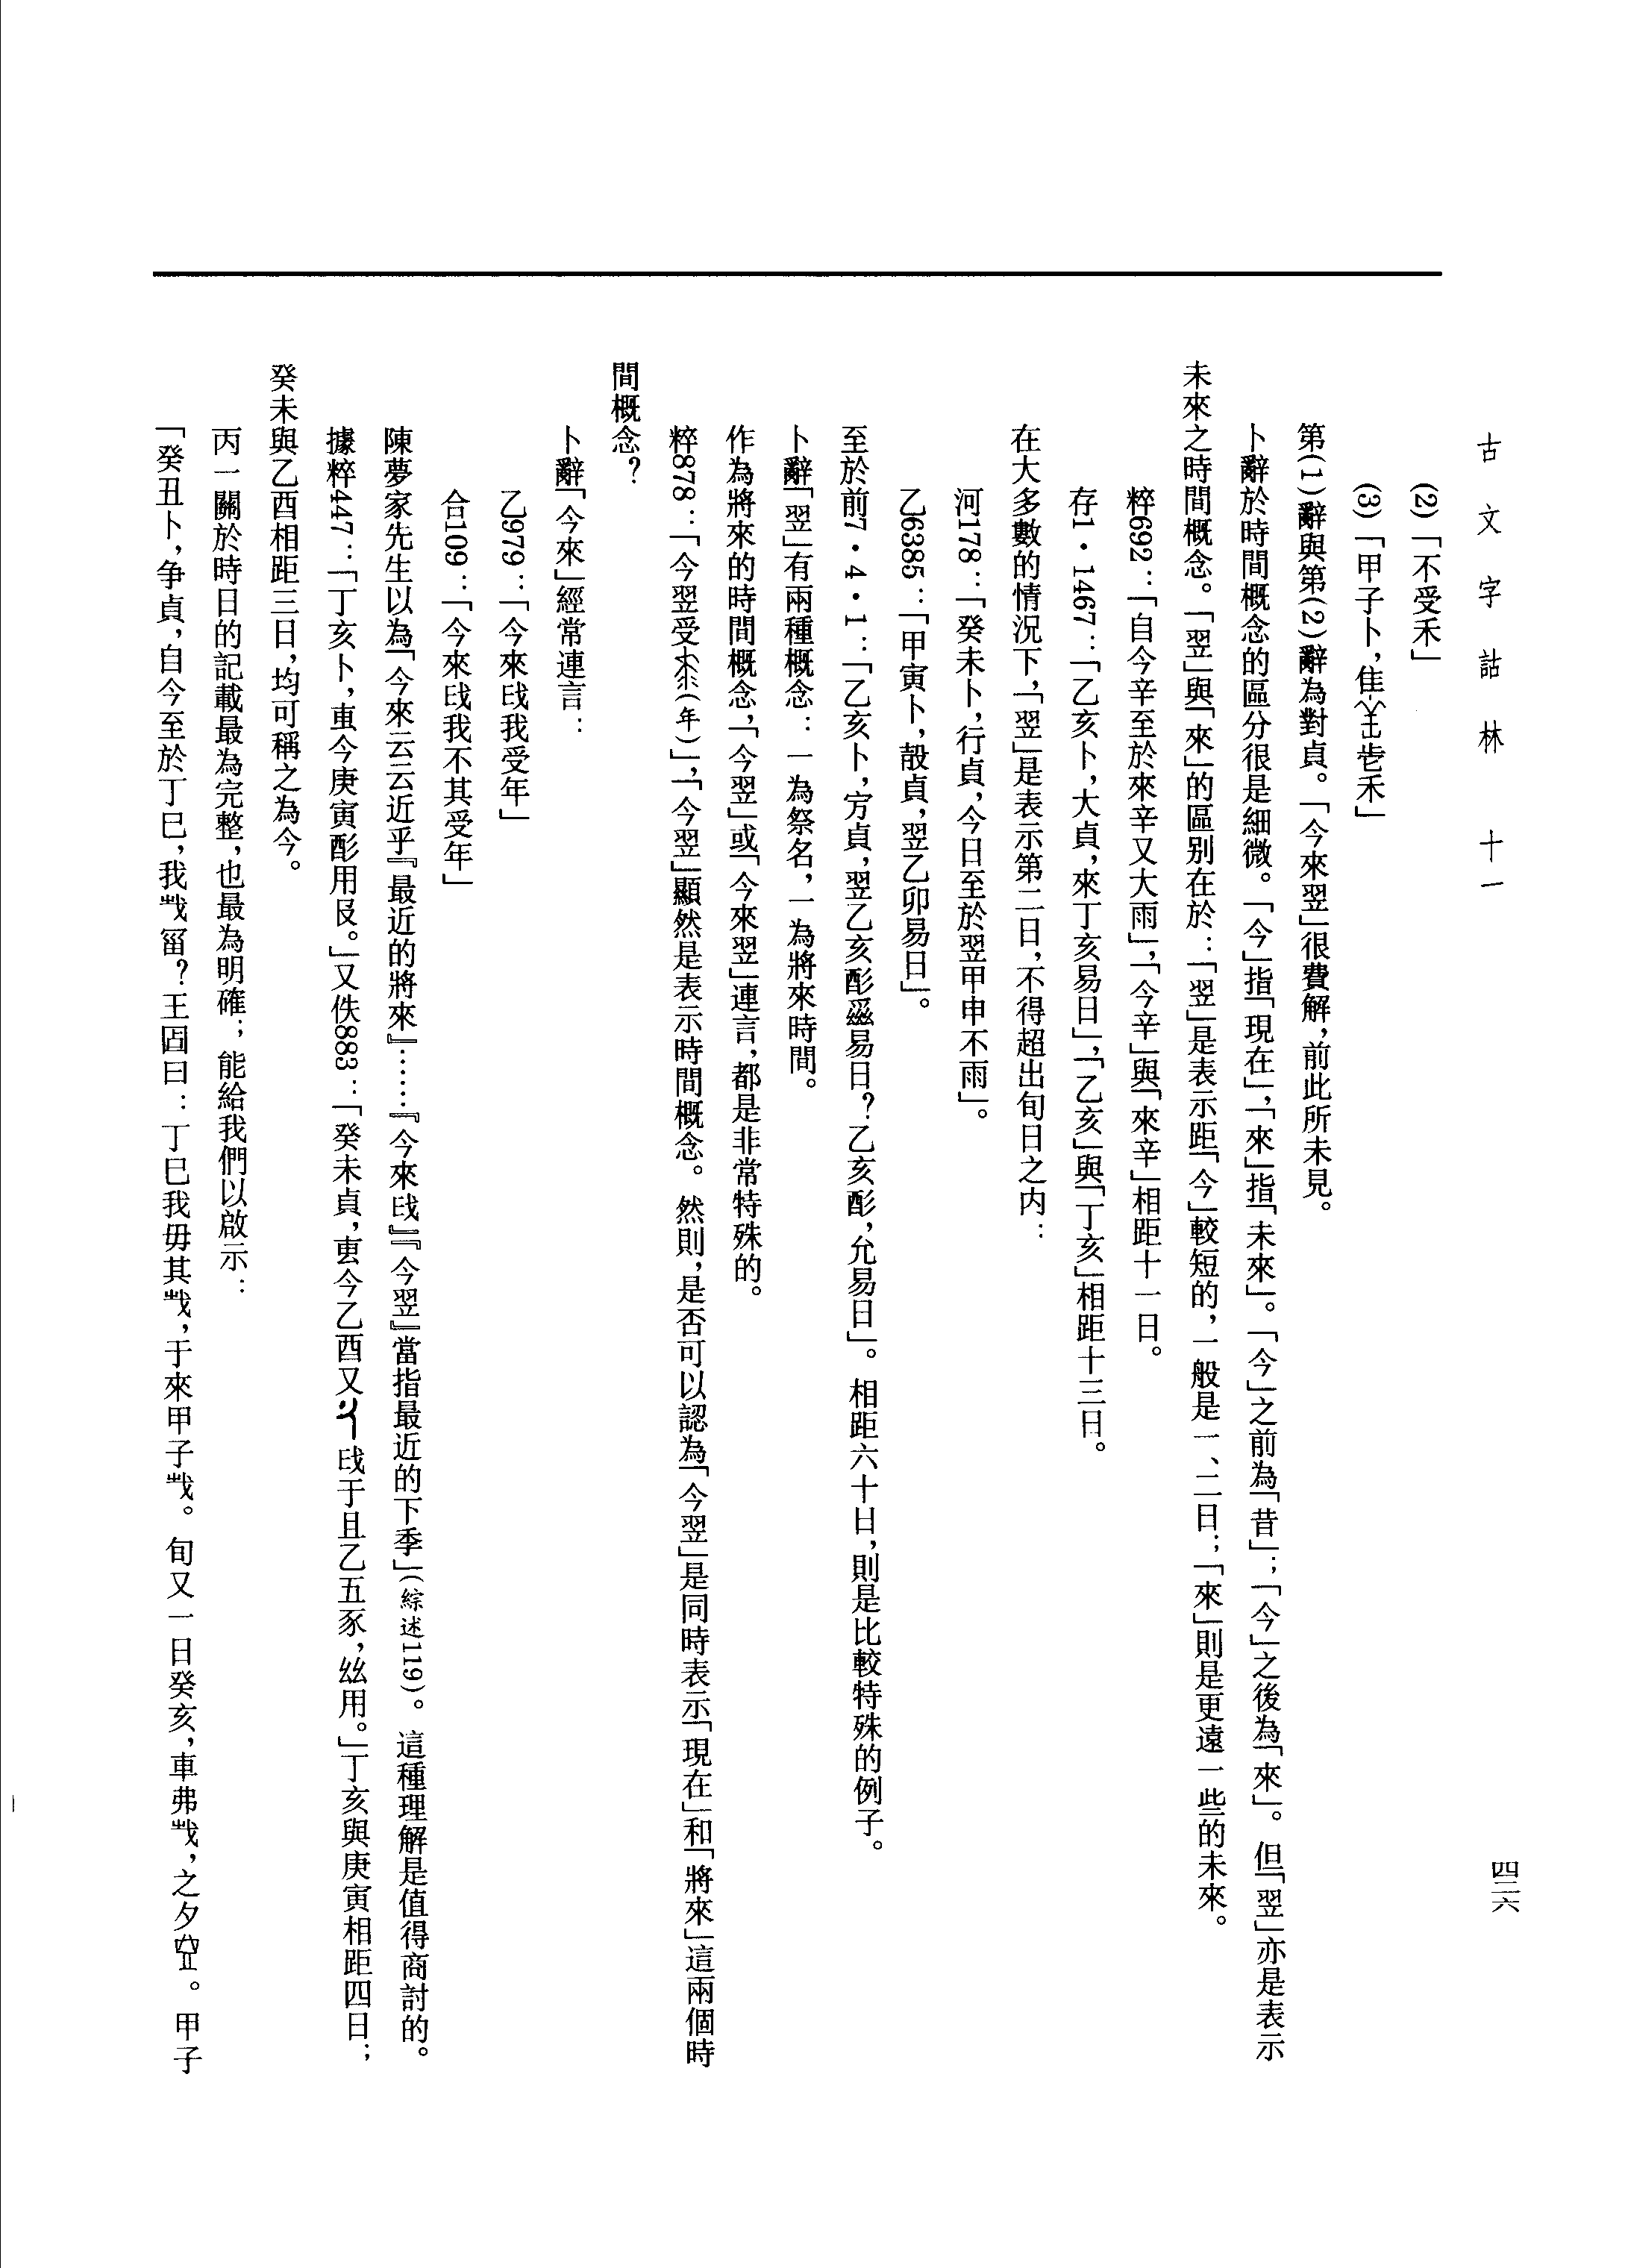 古文字詁林 十一
四二六
(2)「不受禾」
(3)「甲子卜，隹壱禾」
第(1)辭與第(2)辭為對貞。「今來翌」很費解，前此所未見。
卜辭於時間概念的區分很是細微。「今」指「現在」，「來」指「未來」。「今」之前為「昔」；「今」之後為「來」。但「翌」亦是表示
未來之時間概念。「翌」與「來」的區別在於：「翌」是表示距「今」較短的，一般是一、二日；「來」則是更遠一些的未來。
粹692：「自今辛至於來辛又大雨」，「今辛」與「來辛」相距十一日。
存1·1467：「乙亥卜，大貞，來丁亥易日」，「乙亥」與「丁亥」相距十三日。
在大多數的情況下，「翌」是表示第二日，不得超出旬日之内：
河178：「癸未卜，行貞，今日至於翌甲申不雨」。
乙6385：「甲寅卜，㱿貞，翌乙卯易日」。
至於前7·4·1：「乙亥卜，㱿貞，翌乙亥酌易日？乙亥酌，允易日」。相距六十日，則是比較特殊的例子。
卜辭「翌」有兩種概念：一為祭名，一為將來時間。
作為將來的時間概念，「今翌」或「今來翌」連言，都是非常特殊的。
粹878：「今翌受(年)」，「今翌」顯然是表示時間概念。然則，是否可以認為「今翌」是同時表示「現在」和「將來」這兩個時
間概念？
卜辭「今來」經常連言：
乙979：「今來戉我受年」
合109：「今來戉我不其受年」
陳夢家先生以為「今來云云近乎『最近的將來』……『今來戉』『今翌』當指最近的下季」(綜述119)。這種理解是值得商討的。
據粹447：「丁亥卜，叀今庚寅酌用𠬝。」又佚883：「癸未貞，叀今乙酉又戉于且乙五豕，玆用。」丁亥與庚寅相距四日；
癸未與乙酉相距三日，均可稱之為今。
丙一關於時日的記載最為完整，也最為明確；能給我們以啟示：
「癸丑卜，争貞，自今至於丁巳，我𢦏㽞？王固曰：丁巳我毋其𢦏，于來甲子𢦏。旬又一日癸亥，車弗𢦏，之夕。甲子